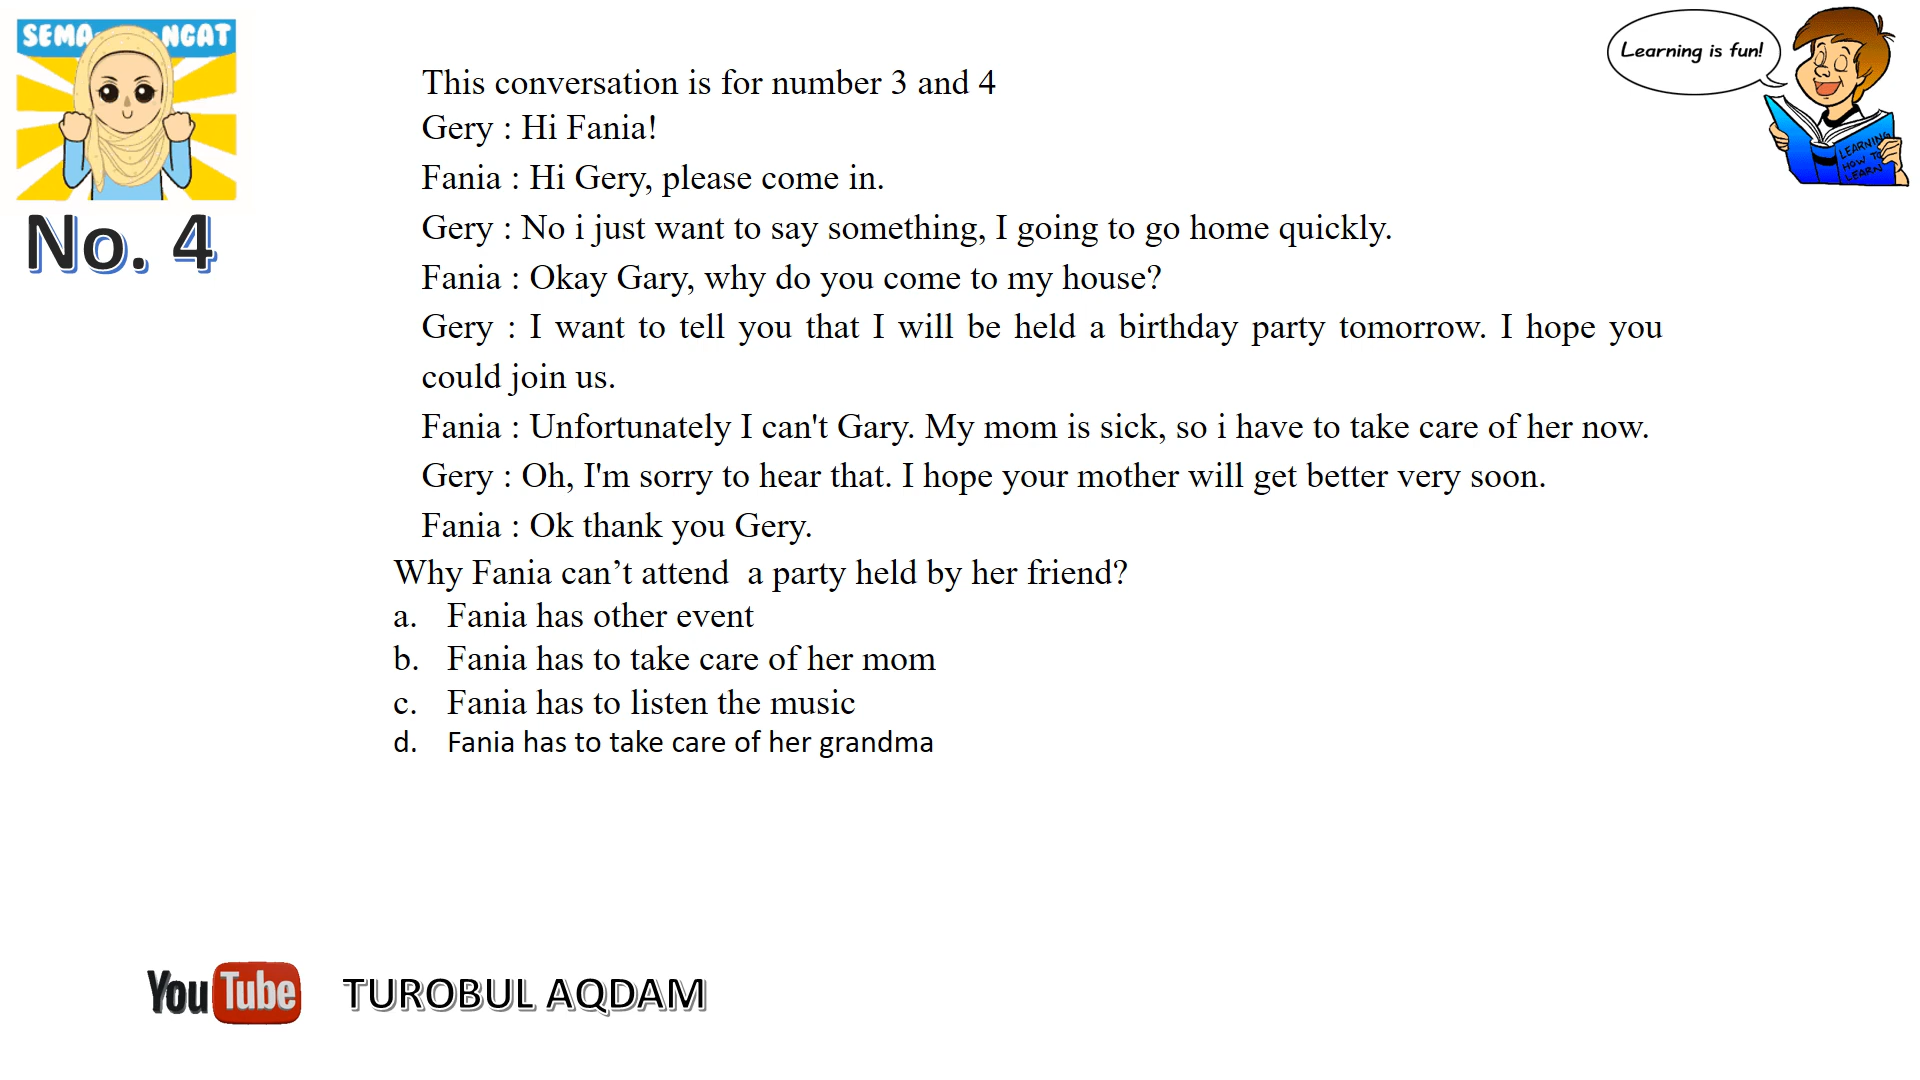 SEMA NGAT
Learning is fun!
LEARNING
HOW TO
LEARN
No. 4
This conversation is for number 3 and 4
Gery : Hi Fania!
Fania : Hi Gery, please come in.
Gery : No i just want to say something, I going to go home quickly.
Fania : Okay Gary, why do you come to my house?
Gery : I want to tell you that I will be held a birthday party tomorrow. I hope you
could join us.
Fania : Unfortunately I can't Gary. My mom is sick, so i have to take care of her now.
Gery : Oh, I'm sorry to hear that. I hope your mother will get better very soon.
Fania : Ok thank you Gery.
Why Fania can’t attend  a party held by her friend?
a. Fania has other event
b. Fania has to take care of her mom
c. Fania has to listen the music
d. Fania has to take care of her grandma
YouTube TUROBUL AQDAM